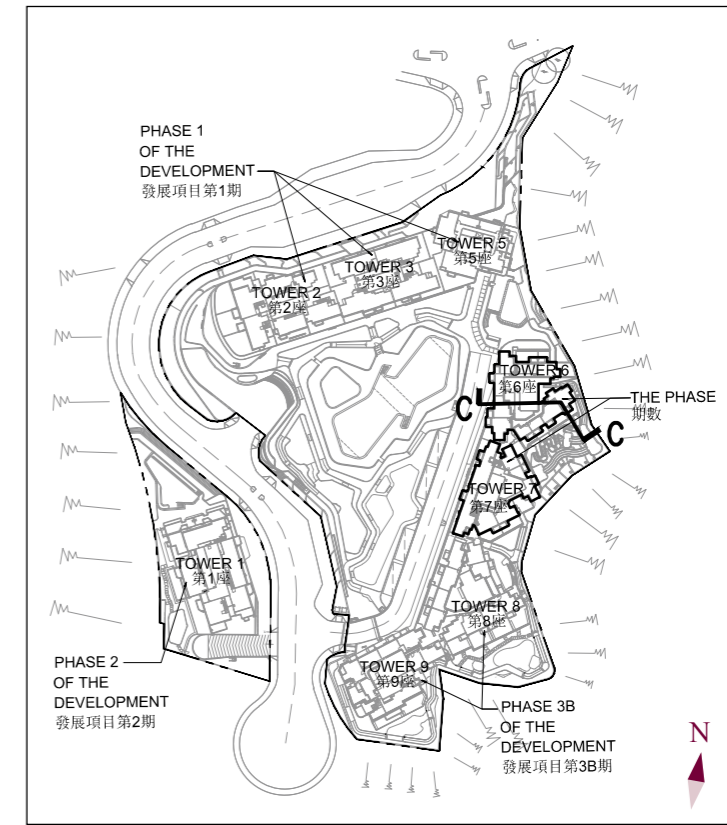 PHASE 1
OF THE
DEVELOPMENT
發展項目第1期
TOWER 5
第5座
TOWER 3
第3座
TOWER 2
第2座
TOWER 6
第6座
THE PHASE
期數
C
C
TOWER 7
第7座
TOWER 1
第1座
TOWER 8
第8座
PHASE 2
OF THE
DEVELOPMENT
發展項目第2期
TOWER 9
第9座
PHASE 3B
OF THE
DEVELOPMENT
發展項目第3B期
N